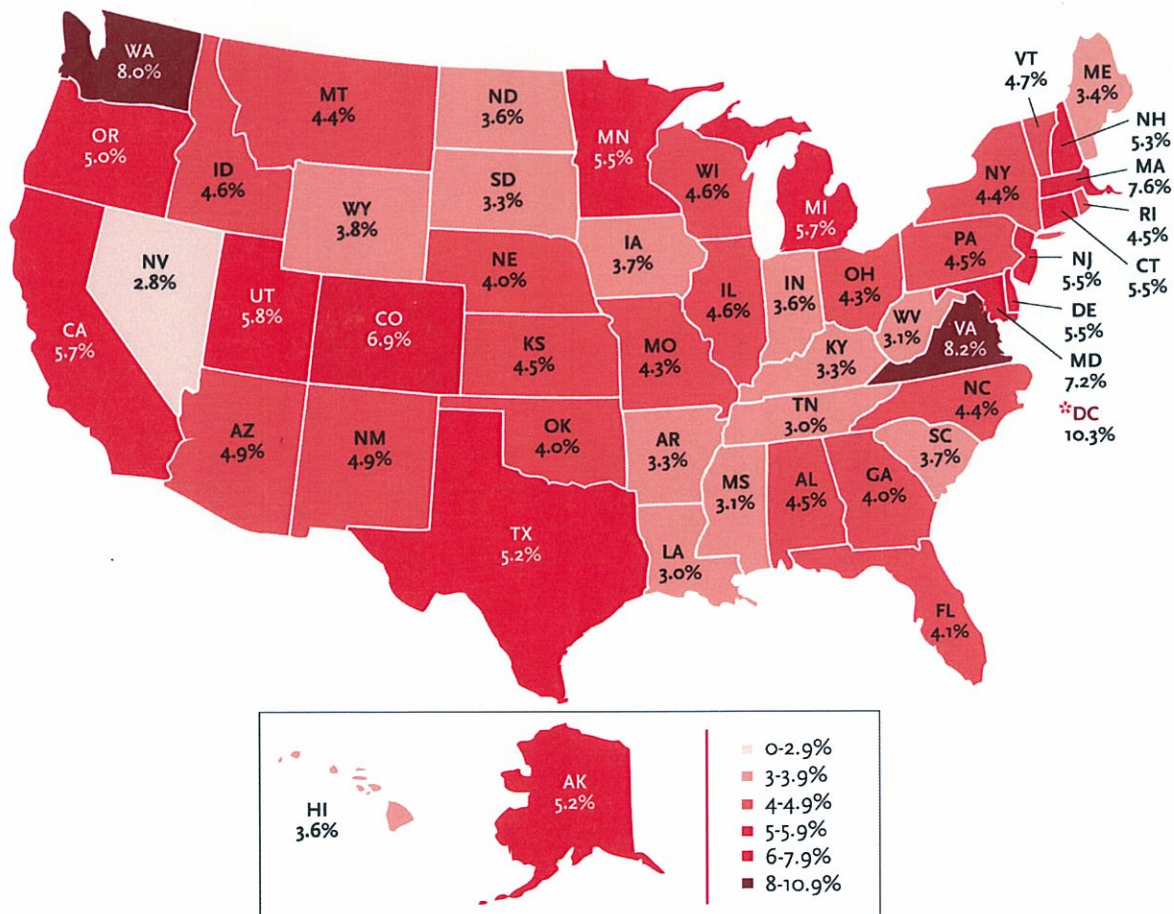 WA
8.0%
OR
5.0%
CA
5.7%
NV
2.8%
ID
4.6%
MT
4.4%
WY
3.8%
UT
5.8%
CO
6.9%
AZ
4.9%
NM
4.9%
ND
3.6%
SD
3.3%
NE
4.0%
KS
4.5%
OK
4.0%
TX
5.2%
MN
5.5%
IA
3.7%
MO
4.3%
AR
3.3%
LA
3.0%
WI
4.6%
IL
4.6%
MI
5.7%
IN
3.6%
OH
4.3%
KY
3.3%
TN
3.0%
MS
3.1%
AL
4.5%
GA
4.0%
FL
4.1%
SC
3.7%
NC
4.4%
VA
8.2%
WV
3.1%
PA
4.5%
NY
4.4%
VT
4.7%
ME
3.4%
NH
5.3%
MA
7.6%
RI
4.5%
CT
5.5%
NJ
5.5%
DE
5.5%
MD
7.2%
*DC
10.3%
HI
3.6%
AK
5.2%
0-2.9%
3-3.9%
4-4.9%
5-5.9%
6-7.9%
8-10.9%